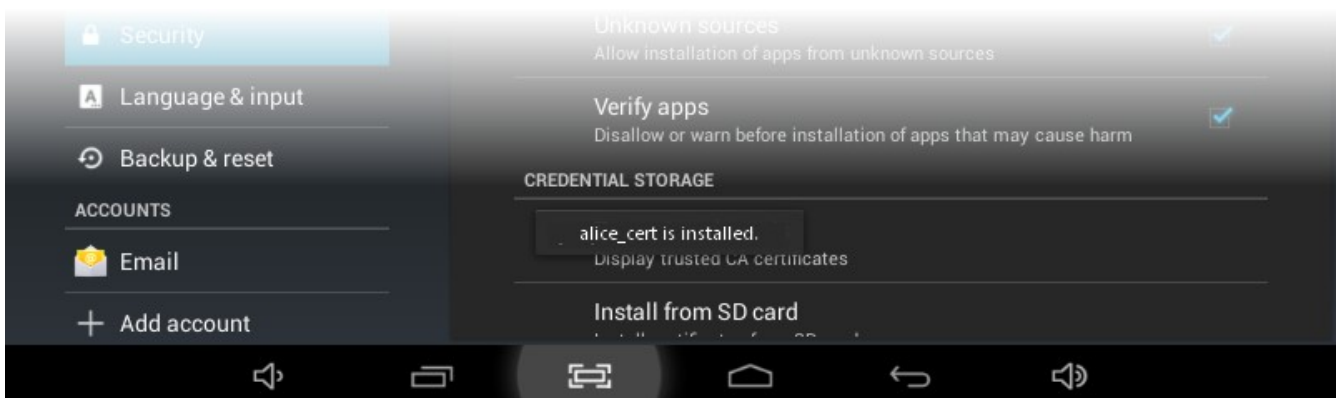 Security
Language & input
Backup & reset
ACCOUNTS
Email
Add account
Unknown sources
Allow installation of apps from unknown sources
Verify apps
Disallow or warn before installation of apps that may cause harm
CREDENTIAL STORAGE
alice_cert is installed.
Display trusted CA certificates
Install from SD card